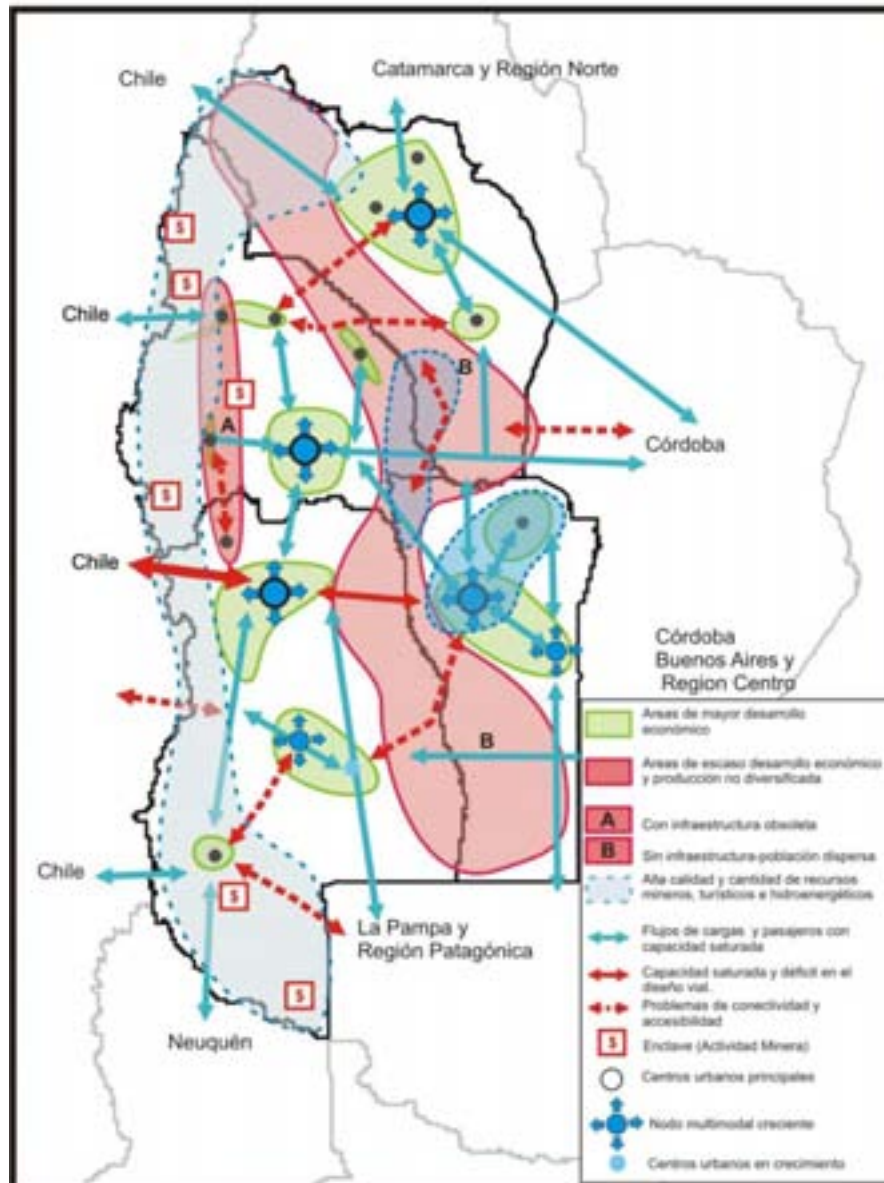 Chile
Catamarca y Región Norte
$
$
Chile
B
$
A
Córdoba
$
Chile
Córdoba
Buenos Aires y
Region Centro
B
Chile
$
La Pampa y
Región Patagónica
$
Neuquén
Areas de mayor desarrollo
económico
Areas de escaso desarrollo económico
y producción no diversificada
A Con infraestructura obsoleta
B Sin infraestructura-población dispersa
Alta calidad y cantidad de recursos
mineros, turísticos e hidroenergéticos
Flujos de cargas y pasajeros con
capacidad saturada
Capacidad saturada y déficit en el
diseño vial.
Problemas de conectividad y
accesibilidad
$ Enclave (Actividad Minera)
Centros urbanos principales
Nodo multimodal creciente
Centros urbanos en crecimiento